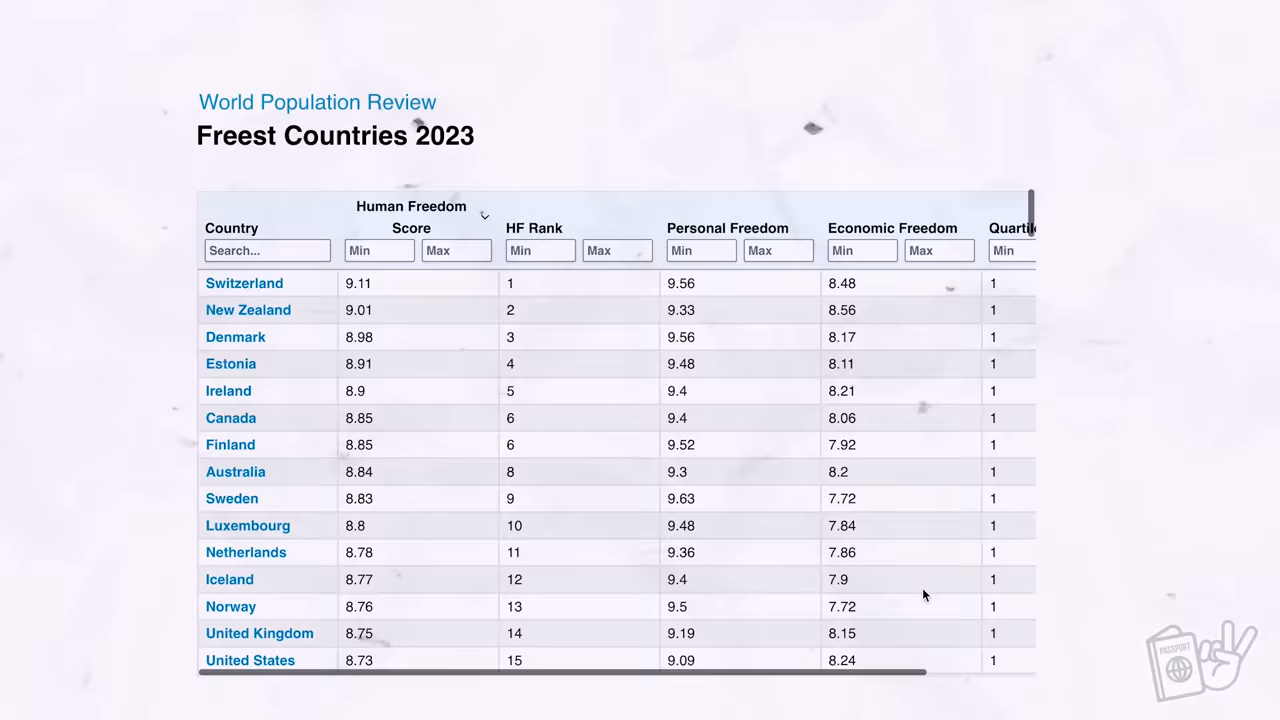 World Population Review
Freest Countries 2023
Human Freedom
Country Score HF Rank Personal Freedom Economic Freedom Quartile
Search... Min Max Min Max Min Max Min Max Min
Switzerland 9.11 1 9.56 8.48 1
New Zealand 9.01 2 9.33 8.56 1
Denmark 8.98 3 9.56 8.17 1
Estonia 8.91 4 9.48 8.11 1
Ireland 8.9 5 9.4 8.21 1
Canada 8.85 6 9.4 8.06 1
Finland 8.85 6 9.52 7.92 1
Australia 8.84 8 9.3 8.2 1
Sweden 8.83 9 9.63 7.72 1
Luxembourg 8.8 10 9.48 7.84 1
Netherlands 8.78 11 9.36 7.86 1
Iceland 8.77 12 9.4 7.9 1
Norway 8.76 13 9.5 7.72 1
United Kingdom 8.75 14 9.19 8.15 1
United States 8.73 15 9.09 8.24 1
PASSPORT